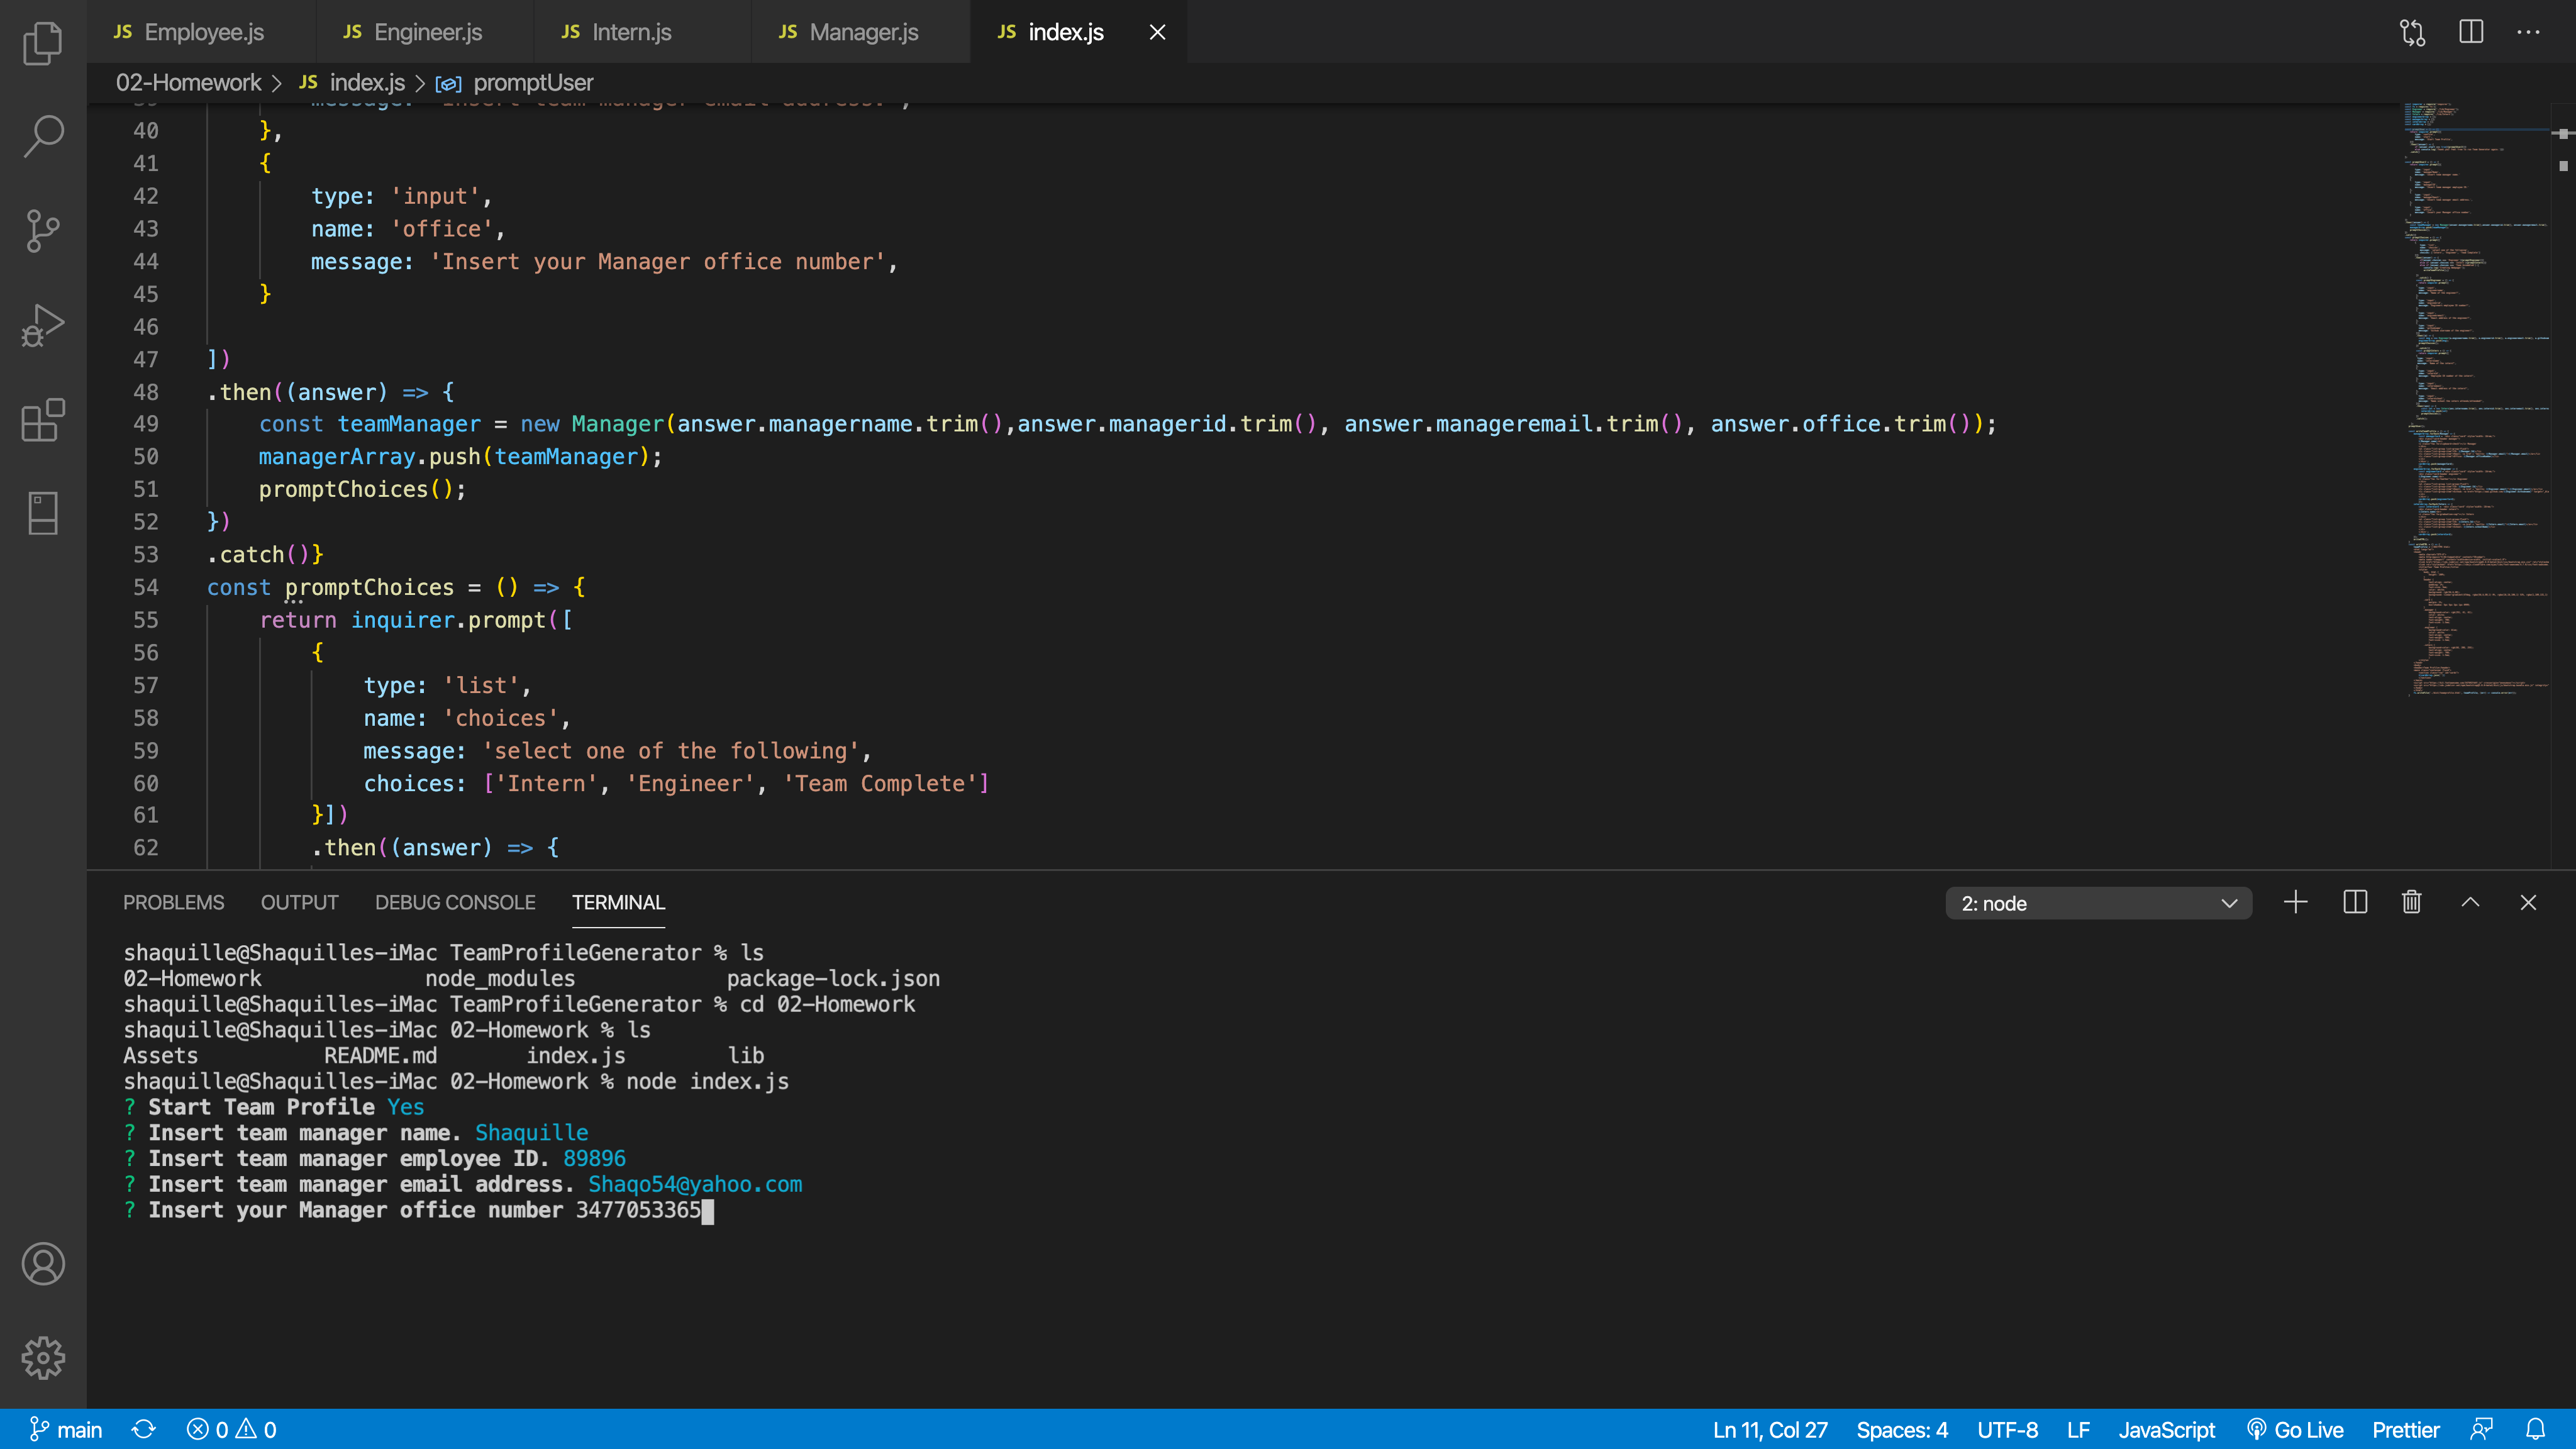 JS Employee.js JS Engineer.js JS Intern.js JS Manager.js JS index.js
02-Homework > JS index.js > promptUser
40 },
41 {
42 type: 'input',
43 name: 'office',
44 message: 'Insert your Manager office number',
45 }
46
47 ])
48 .then((answer) => {
49 const teamManager = new Manager(answer.managername.trim(),answer.managerid.trim(), answer.manageremail.trim(), answer.office.trim());
50 managerArray.push(teamManager);
51 promptChoices();
52 })
53 .catch()}
54 const promptChoices = () => {
55 return inquirer.prompt([
56 {
57 type: 'list',
58 name: 'choices',
59 message: 'select one of the following',
60 choices: ['Intern', 'Engineer', 'Team Complete']
61 }])
62 .then((answer) => {
PROBLEMS OUTPUT DEBUG CONSOLE TERMINAL 2: node
shaquille@Shaquilles-iMac TeamProfileGenerator % ls
02-Homework node_modules package-lock.json
shaquille@Shaquilles-iMac TeamProfileGenerator % cd 02-Homework
shaquille@Shaquilles-iMac 02-Homework % ls
Assets README.md index.js lib
shaquille@Shaquilles-iMac 02-Homework % node index.js
? Start Team Profile Yes
? Insert team manager name. Shaquille
? Insert team manager employee ID. 89896
? Insert team manager email address. Shaqo54@yahoo.com
? Insert your Manager office number 3477053365
main 0 0 Ln 11, Col 27 Spaces: 4 UTF-8 LF JavaScript Go Live Prettier